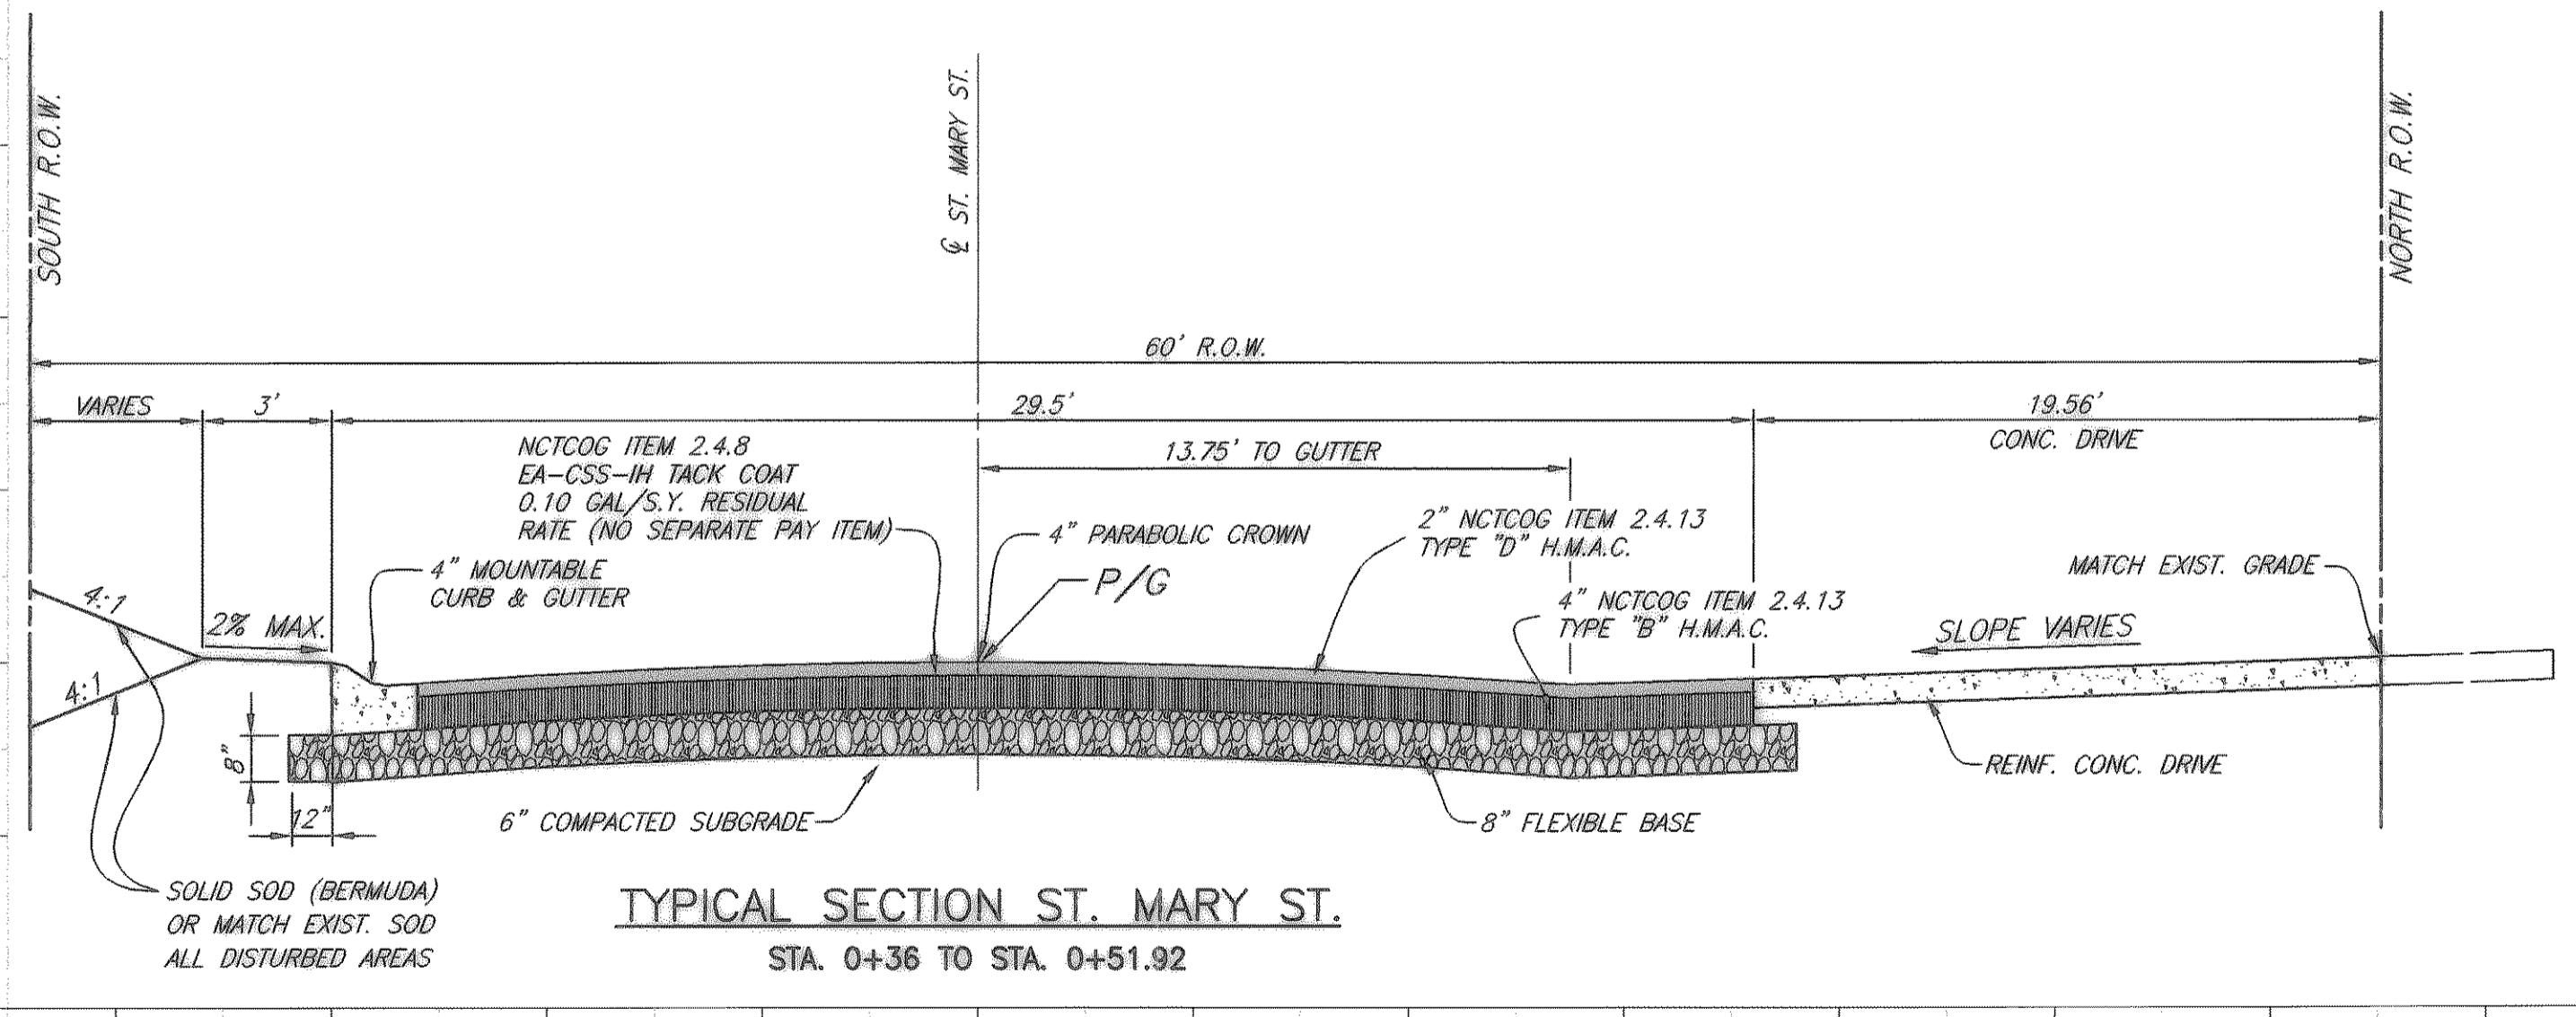 SOUTH R.O.W.
℄ ST. MARY ST.
NORTH R.O.W.
60' R.O.W.
VARIES
3'
29.5'
19.56'
CONC. DRIVE
13.75' TO GUTTER
NCTCOG ITEM 2.4.8
EA-CSS-IH TACK COAT
0.10 GAL/S.Y. RESIDUAL
RATE (NO SEPARATE PAY ITEM)
4" PARABOLIC CROWN
P/G
2" NCTCOG ITEM 2.4.13
TYPE "D" H.M.A.C.
4" NCTCOG ITEM 2.4.13
TYPE "B" H.M.A.C.
MATCH EXIST. GRADE
4" MOUNTABLE
CURB & GUTTER
4:1
2% MAX.
4:1
SLOPE VARIES
8"
12"
6" COMPACTED SUBGRADE
8" FLEXIBLE BASE
REINF. CONC. DRIVE
SOLID SOD (BERMUDA)
OR MATCH EXIST. SOD
ALL DISTURBED AREAS
TYPICAL SECTION ST. MARY ST.
STA. 0+36 TO STA. 0+51.92